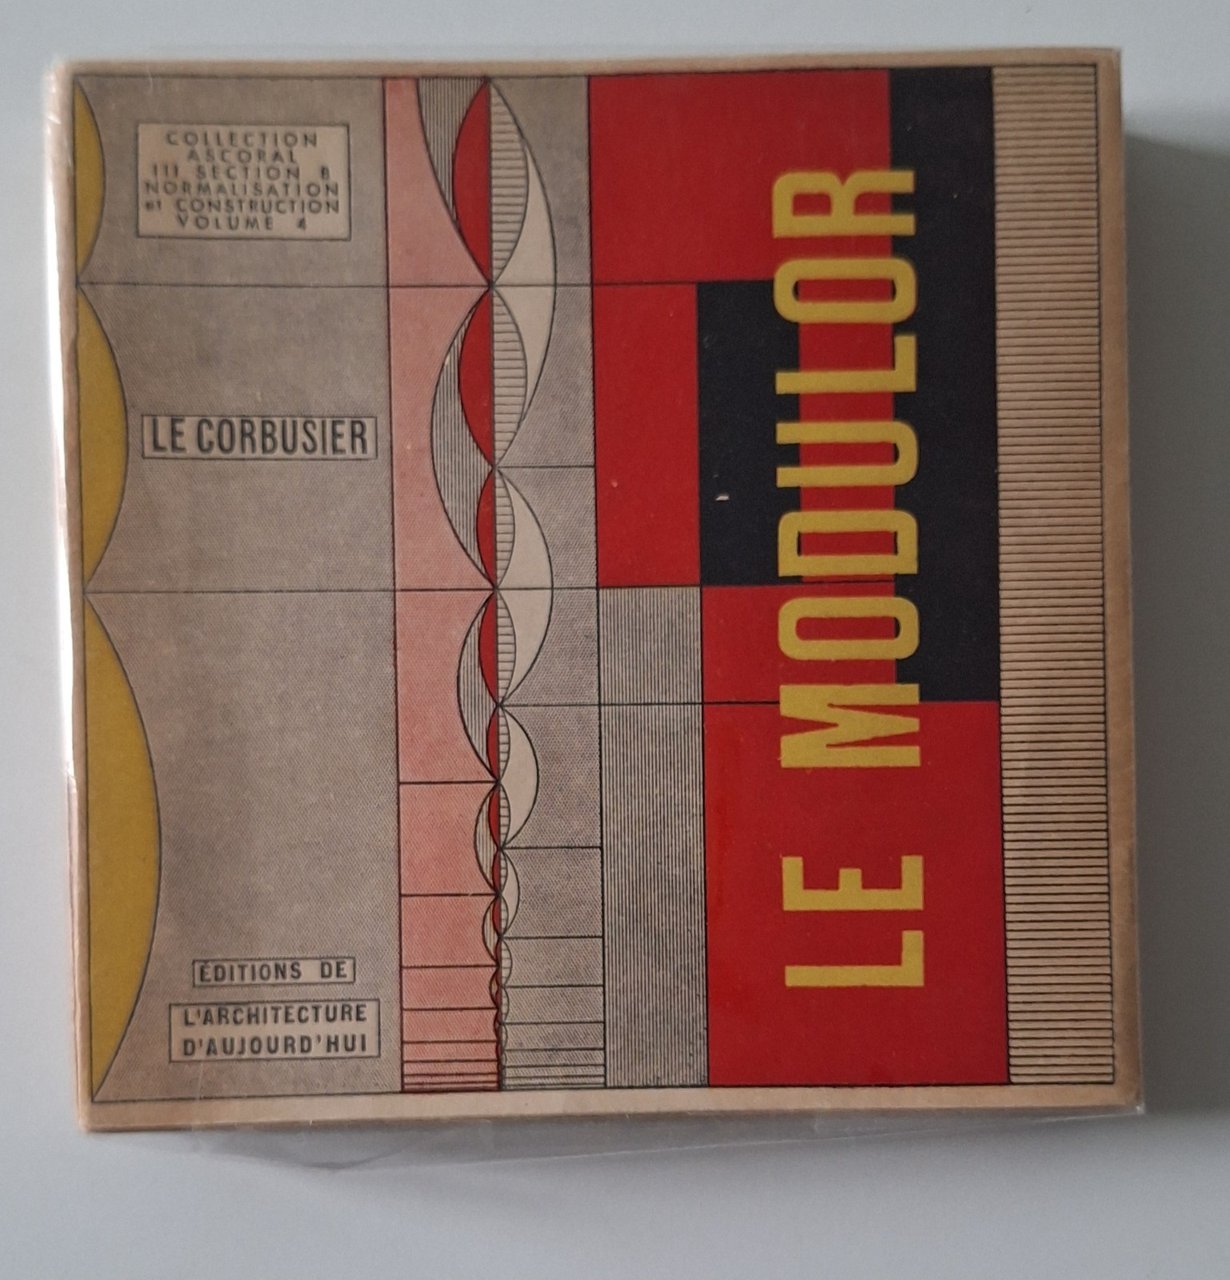 COLLECTION
ASCORAL
III SECTION B
NORMALISATION
et CONSTRUCTION
VOLUME 4
LE CORBUSIER
ÉDITIONS DE
L'ARCHITECTURE
D'AUJOURD'HUI
LE MODULOR